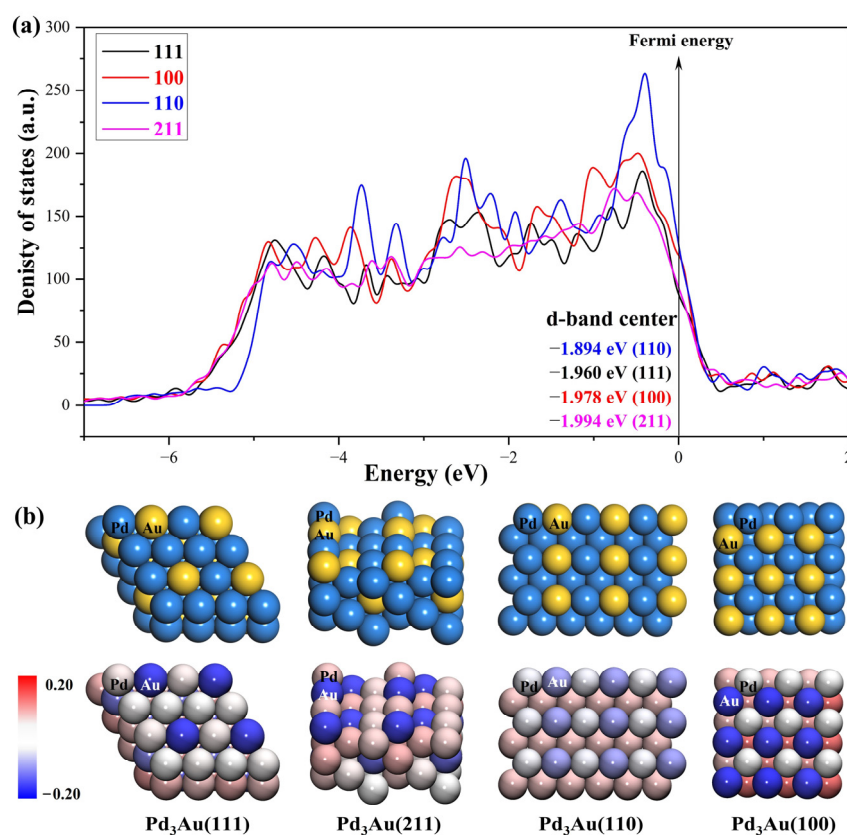 (a)
Denisty of states (a.u.)
300
250
200
150
100
50
0
111
100
110
211
Fermi energy
d-band center
−1.894 eV (110)
−1.960 eV (111)
−1.978 eV (100)
−1.994 eV (211)
−6
−4
−2
0
2
Energy (eV)
(b)
Pd Au
Pd
Au
Pd Au
Pd
Au
0.20
−0.20
Pd Au
Pd
Au
Pd Au
Au Pd
Pd₃Au(111) Pd₃Au(211) Pd₃Au(110) Pd₃Au(100)